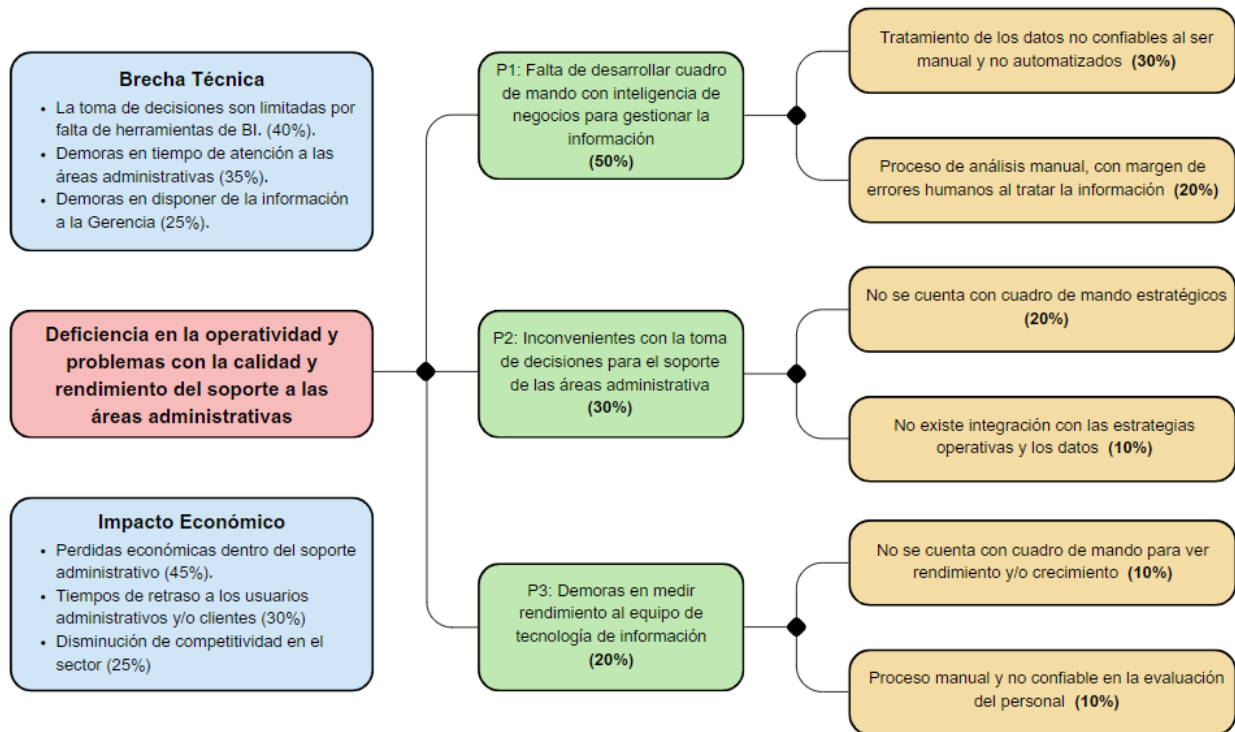 Brecha Técnica
• La toma de decisiones son limitadas por
falta de herramientas de BI. (40%).
• Demoras en tiempo de atención a las
áreas administrativas (35%).
• Demoras en disponer de la información
a la Gerencia (25%).
Deficiencia en la operatividad y
problemas con la calidad y
rendimiento del soporte a las
áreas administrativas
Impacto Económico
• Perdidas económicas dentro del soporte
administrativo (45%).
• Tiempos de retraso a los usuarios
administrativos y/o clientes (30%)
• Disminución de competitividad en el
sector (25%)
P1: Falta de desarrollar cuadro
de mando con inteligencia de
negocios para gestionar la
información
(50%)
P2: Inconvenientes con la toma
de decisiones para el soporte
de las áreas administrativa
(30%)
P3: Demoras en medir
rendimiento al equipo de
tecnología de información
(20%)
Tratamiento de los datos no confiables al ser
manual y no automatizados (30%)
Proceso de análisis manual, con margen de
errores humanos al tratar la información (20%)
No se cuenta con cuadro de mando estratégicos
(20%)
No existe integración con las estrategias
operativas y los datos (10%)
No se cuenta con cuadro de mando para ver
rendimiento y/o crecimiento (10%)
Proceso manual y no confiable en la evaluación
del personal (10%)